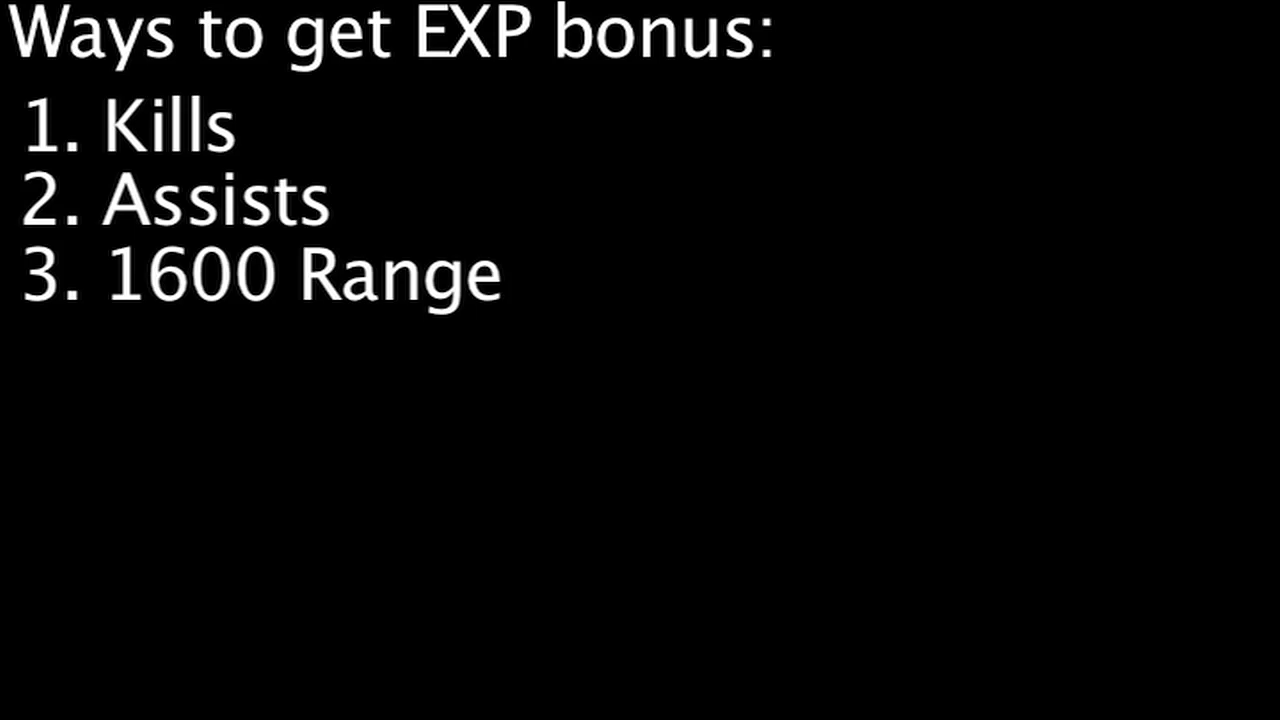 Ways to get EXP bonus:
1. Kills
2. Assists
3. 1600 Range